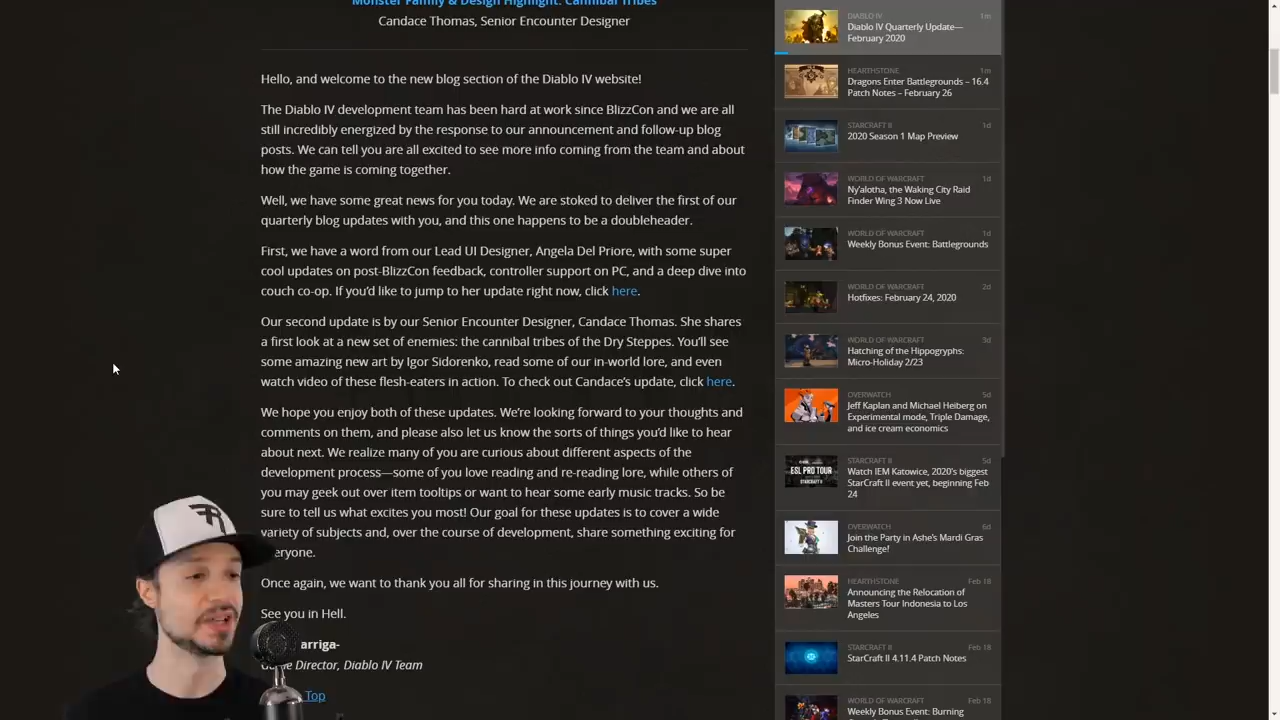 Monster Family & Design Highlight: Cannibal Tribes
Candace Thomas, Senior Encounter Designer
Hello, and welcome to the new blog section of the Diablo IV website!
The Diablo IV development team has been hard at work since BlizzCon and we are all
still incredibly energized by the response to our announcement and follow-up blog
posts. We can tell you are all excited to see more info coming from the team and about
how the game is coming together.
Well, we have some great news for you today. We are stoked to deliver the first of our
quarterly blog updates with you, and this one happens to be a doubleheader.
First, we have a word from our Lead UI Designer, Angela Del Priore, with some super
cool updates on post-BlizzCon feedback, controller support on PC, and a deep dive into
couch co-op. If you'd like to jump to her update right now, click here.
Our second update is by our Senior Encounter Designer, Candace Thomas. She shares
a first look at a new set of enemies: the cannibal tribes of the Dry Steppes. You'll see
some amazing new art by Igor Sidorenko, read some of our in-world lore, and even
watch video of these flesh-eaters in action. To check out Candace's update, click here.
We hope you enjoy both of these updates. We're looking forward to your thoughts and
comments on them, and please also let us know the sorts of things you'd like to hear
about next. We realize many of you are curious about different aspects of the
development process—some of you love reading and re-reading lore, while others of
you may geek out over item tooltips or want to hear some early music tracks. So be
sure to tell us what excites you most! Our goal for these updates is to cover a wide
variety of subjects and, over the course of development, share something exciting for
everyone.
Once again, we want to thank you all for sharing in this journey with us.
See you in Hell.
arriga-
Director, Diablo IV Team
Top
DIABLO IV 1m
Diablo IV Quarterly Update—
February 2020
HEARTHSTONE 1m
Dragons Enter Battlegrounds – 16.4
Patch Notes – February 26
STARCRAFT II 1d
2020 Season 1 Map Preview
WORLD OF WARCRAFT 1d
Ny'alotha, the Waking City Raid
Finder Wing 3 Now Live
WORLD OF WARCRAFT 1d
Weekly Bonus Event: Battlegrounds
WORLD OF WARCRAFT 2d
Hotfixes: February 24, 2020
WORLD OF WARCRAFT 3d
Hatching of the Hippogryphs:
Micro-Holiday 2/23
OVERWATCH 5d
Jeff Kaplan and Michael Heiberg on
Experimental mode, Triple Damage,
and ice cream economics
ESL PRO TOUR
STARCRAFT II 5d
Watch IEM Katowice, 2020's biggest
StarCraft II event yet, beginning Feb
24
OVERWATCH 6d
Join the Party in Ashe's Mardi Gras
Challenge!
HEARTHSTONE Feb 18
Announcing the Relocation of
Masters Tour Indonesia to Los
Angeles
STARCRAFT II Feb 18
StarCraft II 4.11.4 Patch Notes
WORLD OF WARCRAFT Feb 18
Weekly Bonus Event: Burning